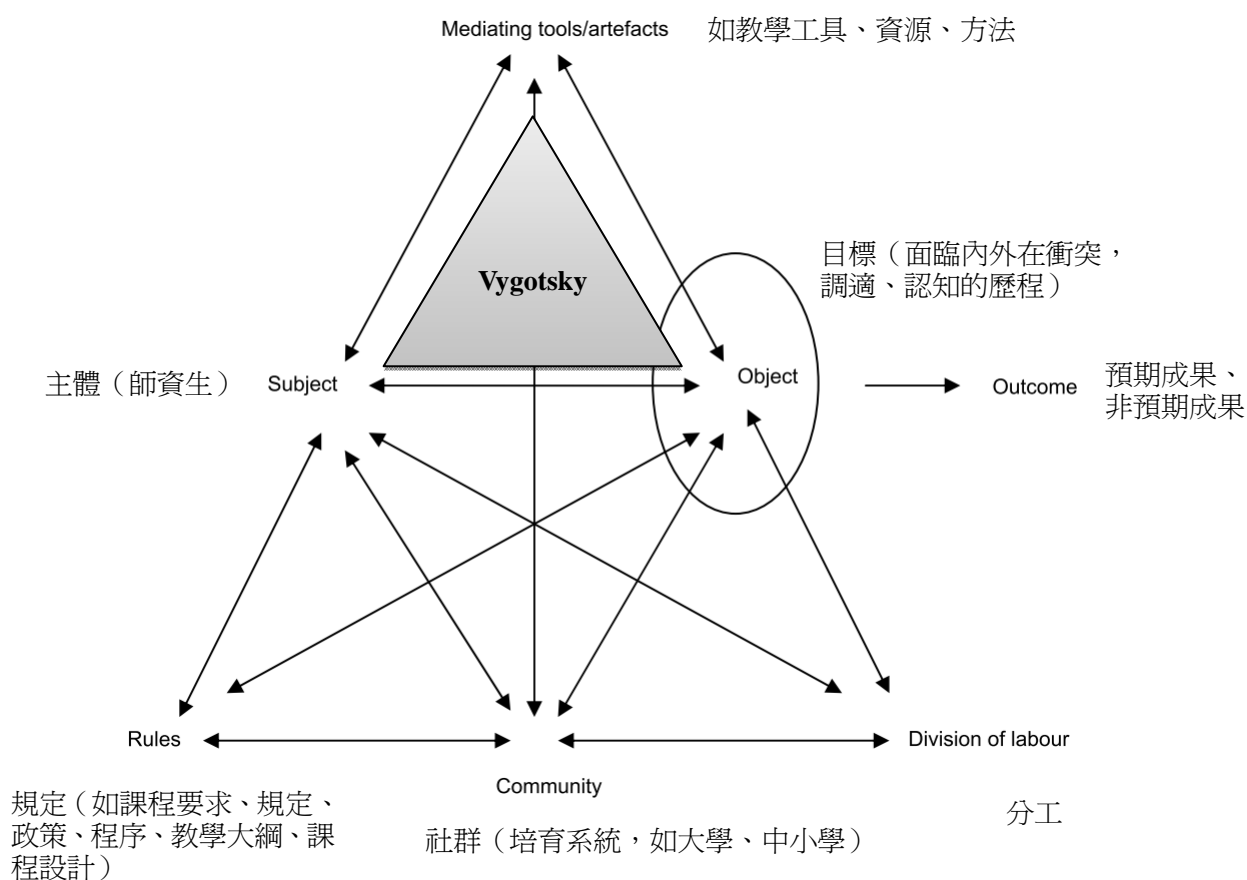 Mediating tools/artefacts 如教學工具、資源、方法
Vygotsky
目標（面臨內外在衝突，
調適、認知的歷程）
主體（師資生） Subject
Object
Outcome
預期成果、
非預期成果
Rules
Community
Division of labour
規定（如課程要求、規定、
政策、程序、教學大綱、課
程設計）
社群（培育系統，如大學、中小學）
分工